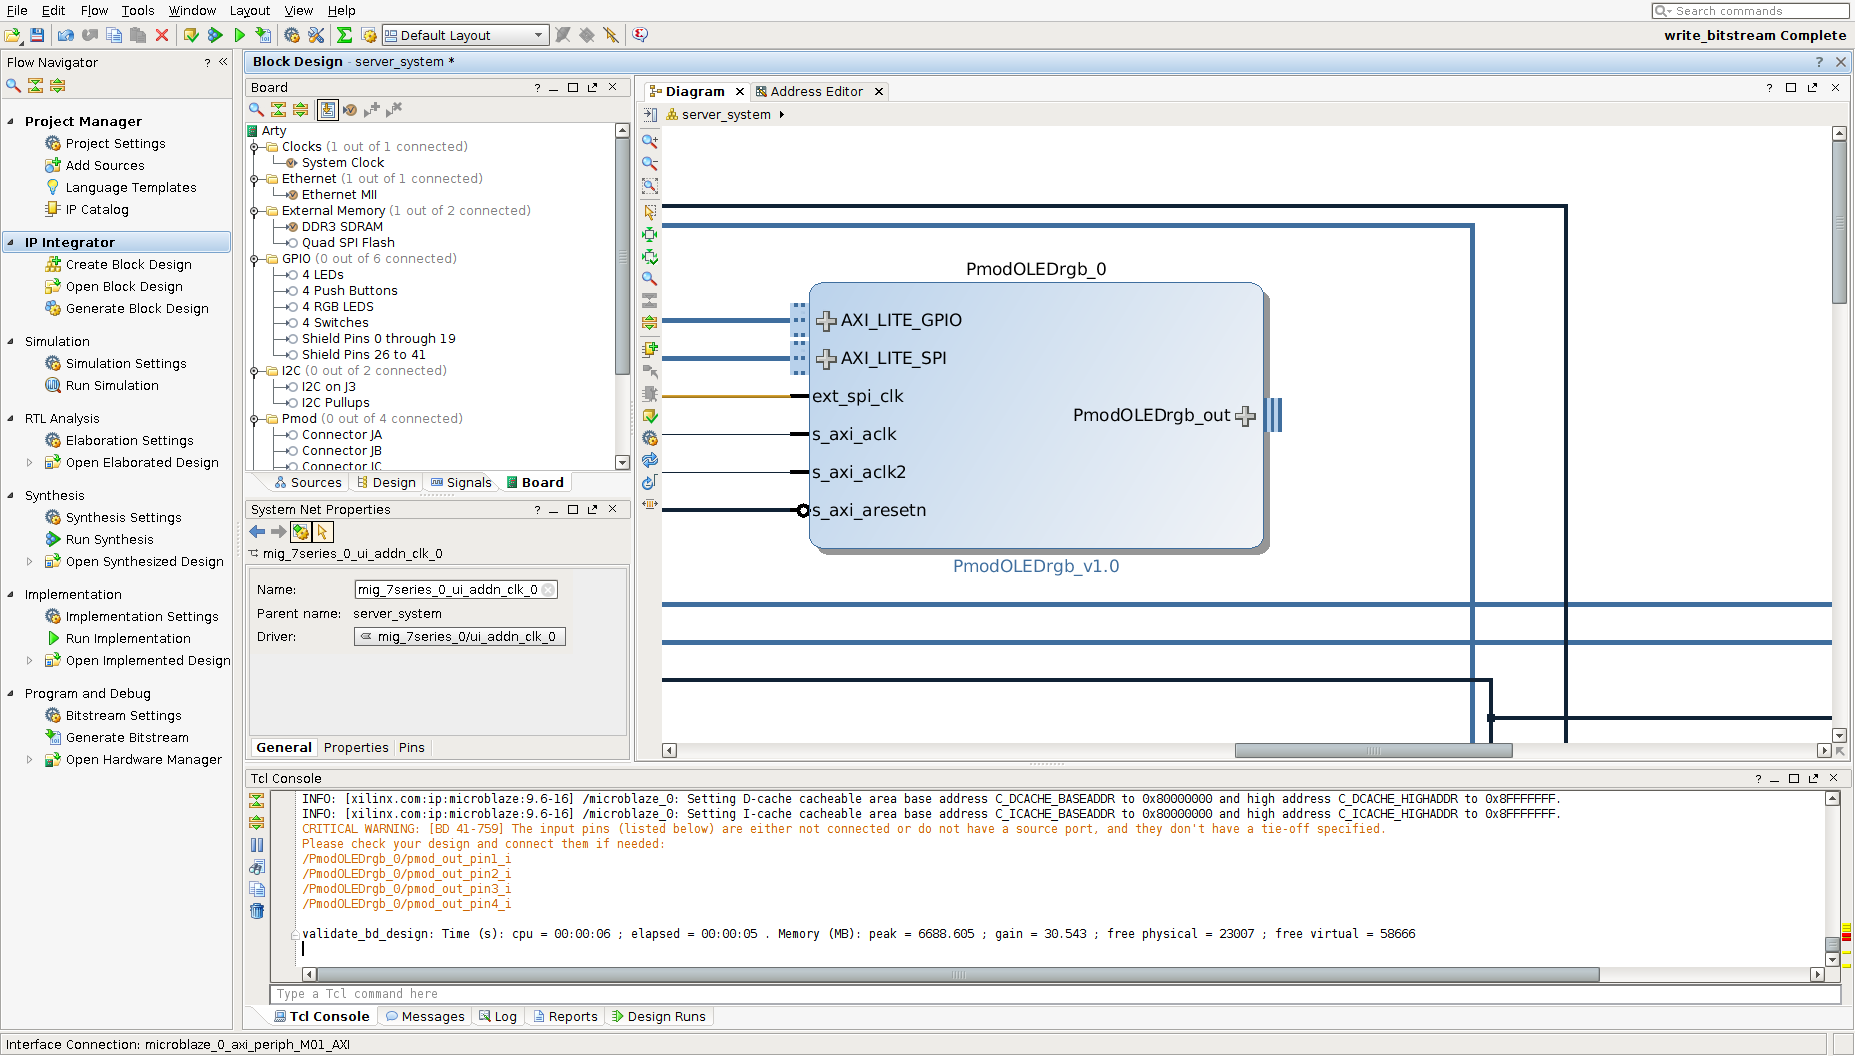 File Edit Flow Tools Window Layout View Help
Search commands
Default Layout
write_bitstream Complete
Flow Navigator ? «
Project Manager
Project Settings
Add Sources
Language Templates
IP Catalog
IP Integrator
Create Block Design
Open Block Design
Generate Block Design
Simulation
Simulation Settings
Run Simulation
RTL Analysis
Elaboration Settings
Open Elaborated Design
Synthesis
Synthesis Settings
Run Synthesis
Open Synthesized Design
Implementation
Implementation Settings
Run Implementation
Open Implemented Design
Program and Debug
Bitstream Settings
Generate Bitstream
Open Hardware Manager
Block Design - server_system *
Board
Arty
Clocks (1 out of 1 connected)
System Clock
Ethernet (1 out of 1 connected)
Ethernet MII
External Memory (1 out of 2 connected)
DDR3 SDRAM
Quad SPI Flash
GPIO (0 out of 6 connected)
4 LEDs
4 Push Buttons
4 RGB LEDS
4 Switches
Shield Pins 0 through 19
Shield Pins 26 to 41
I2C (0 out of 2 connected)
I2C on J3
I2C Pullups
Pmod (0 out of 4 connected)
Connector JA
Connector JB
Connector JC
Sources Design Signals Board
System Net Properties
mig_7series_0_ui_addn_clk_0
Name: mig_7series_0_ui_addn_clk_0
Parent name: server_system
Driver: mig_7series_0/ui_addn_clk_0
General Properties Pins
Diagram Address Editor
server_system
PmodOLEDrgb_0
AXI_LITE_GPIO
AXI_LITE_SPI
ext_spi_clk
s_axi_aclk
s_axi_aclk2
s_axi_aresetn
PmodOLEDrgb_out
PmodOLEDrgb_v1.0
Tcl Console
INFO: [xilinx.com:ip:microblaze:9.6-16] /microblaze_0: Setting D-cache cacheable area base address C_DCACHE_BASEADDR to 0x80000000 and high address C_DCACHE_HIGHADDR to 0x8FFFFFFF.
INFO: [xilinx.com:ip:microblaze:9.6-16] /microblaze_0: Setting I-cache cacheable area base address C_ICACHE_BASEADDR to 0x80000000 and high address C_ICACHE_HIGHADDR to 0x8FFFFFFF.
CRITICAL WARNING: [BD 41-759] The input pins (listed below) are either not connected or do not have a source port, and they don't have a tie-off specified.
Please check your design and connect them if needed:
/PmodOLEDrgb_0/pmod_out_pin1_i
/PmodOLEDrgb_0/pmod_out_pin2_i
/PmodOLEDrgb_0/pmod_out_pin3_i
/PmodOLEDrgb_0/pmod_out_pin4_i
validate_bd_design: Time (s): cpu = 00:00:06 ; elapsed = 00:00:05 . Memory (MB): peak = 6688.605 ; gain = 30.543 ; free physical = 23007 ; free virtual = 58666
Type a Tcl command here
Tcl Console Messages Log Reports Design Runs
Interface Connection: microblaze_0_axi_periph_M01_AXI